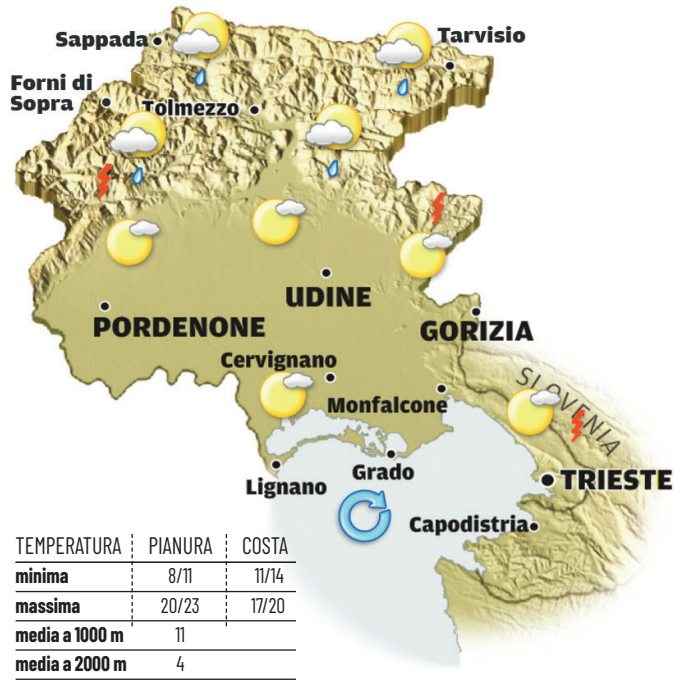 Sappada
Tarvisio
Forni di
Sopra
Tolmezzo
UDINE
PORDENONE
GORIZIA
Cervignano
SLOVENIA
Monfalcone
Grado
TRIESTE
Lignano
Capodistria
TEMPERATURA PIANURA COSTA
minima 8/11 11/14
massima 20/23 17/20
media a 1000 m 11
media a 2000 m 4